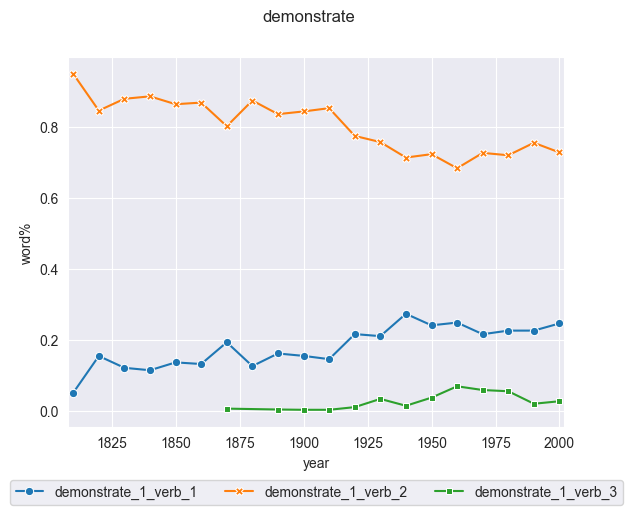 demonstrate
0.8
0.6
0.4
0.2
0.0
word%
1825 1850 1875 1900 1925 1950 1975 2000
year
demonstrate_1_verb_1 demonstrate_1_verb_2 demonstrate_1_verb_3